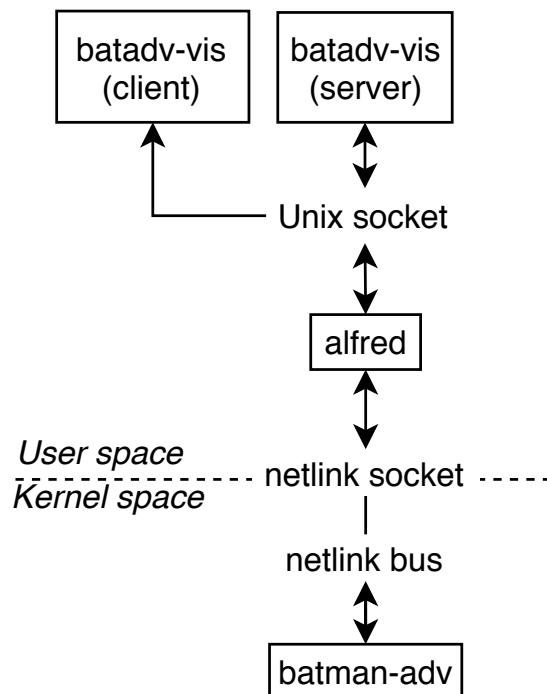 batadv-vis
(client)
batadv-vis
(server)
Unix socket
alfred
User space
netlink socket
Kernel space
netlink bus
batman-adv